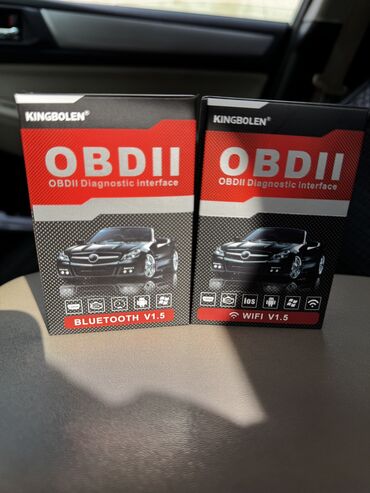 KINGBOLEN®
OBDII
OBDII Diagnostic Interface
BLUETOOTH V1.5
KINGBOLEN®
OBDII
OBDII Diagnostic Interface
Ios
WIFI V1.5